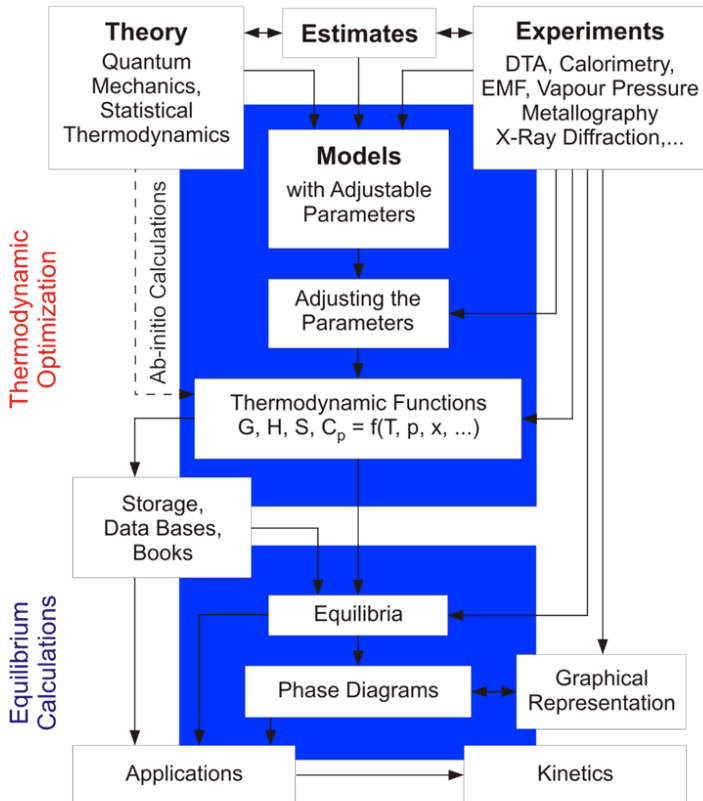 Theory
Quantum
Mechanics,
Statistical
Thermodynamics
Estimates
Experiments
DTA, Calorimetry,
EMF, Vapour Pressure
Metallography
X-Ray Diffraction,...
Models
with Adjustable
Parameters
Ab-initio Calculations
Thermodynamic
Optimization
Adjusting the
Parameters
Thermodynamic Functions
G, H, S, Cₚ = f(T, p, x, ...)
Storage,
Data Bases,
Books
Equilibrium
Calculations
Equilibria
Phase Diagrams
Graphical
Representation
Applications
Kinetics